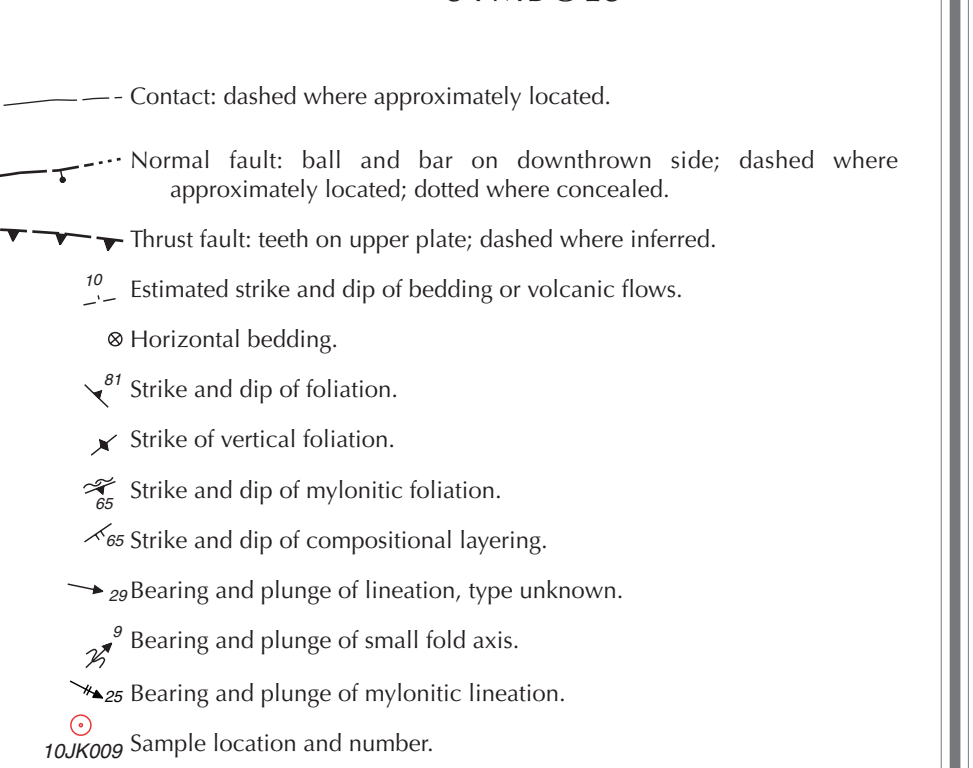 Contact: dashed where approximately located.
Normal fault: ball and bar on downthrown side; dashed where
approximately located; dotted where concealed.
Thrust fault: teeth on upper plate; dashed where inferred.
10 Estimated strike and dip of bedding or volcanic flows.
Horizontal bedding.
81 Strike and dip of foliation.
Strike of vertical foliation.
65 Strike and dip of mylonitic foliation.
65 Strike and dip of compositional layering.
29 Bearing and plunge of lineation, type unknown.
9 Bearing and plunge of small fold axis.
25 Bearing and plunge of mylonitic lineation.
10JK009 Sample location and number.